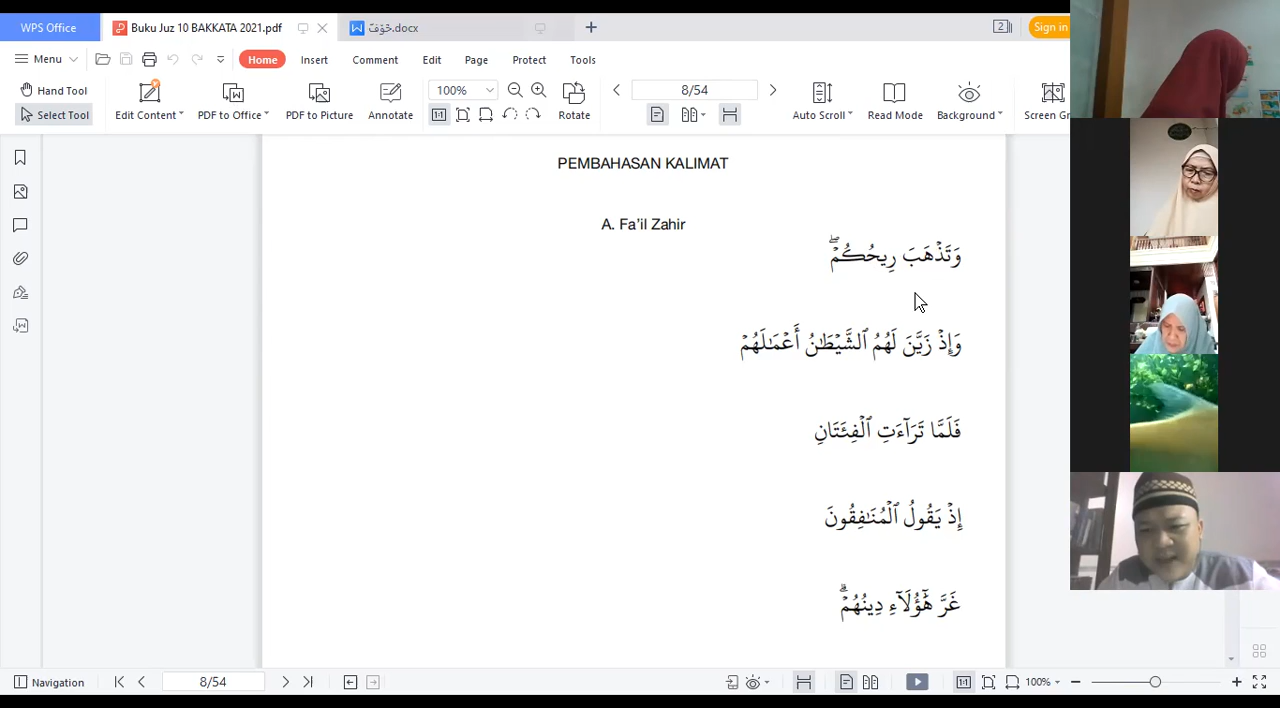 WPS Office
Buku Juz 10 BAKKATA 2021.pdf
خَوْفٌ.docx
2
Sign in
Menu
Home
Insert
Comment
Edit
Page
Protect
Tools
Hand Tool
Select Tool
Edit Content
PDF to Office
PDF to Picture
Annotate
100%
Rotate
8/54
Auto Scroll
Read Mode
Background
Screen Gr
PEMBAHASAN KALIMAT
A. Fa’il Zahir
وَتَذْهَبَ رِيحُكُمْ ۖ
وَإِذْ زَيَّنَ لَهُمُ ٱلشَّيْطَـٰنُ أَعْمَـٰلَهُمْ
فَلَمَّا تَرَآءَتِ ٱلْفِئَتَانِ
إِذْ يَقُولُ ٱلْمُنَـٰفِقُونَ
غَرَّ هَـٰٓؤُلَآءِ دِينُهُمْ ۗ
Navigation
8/54
100%